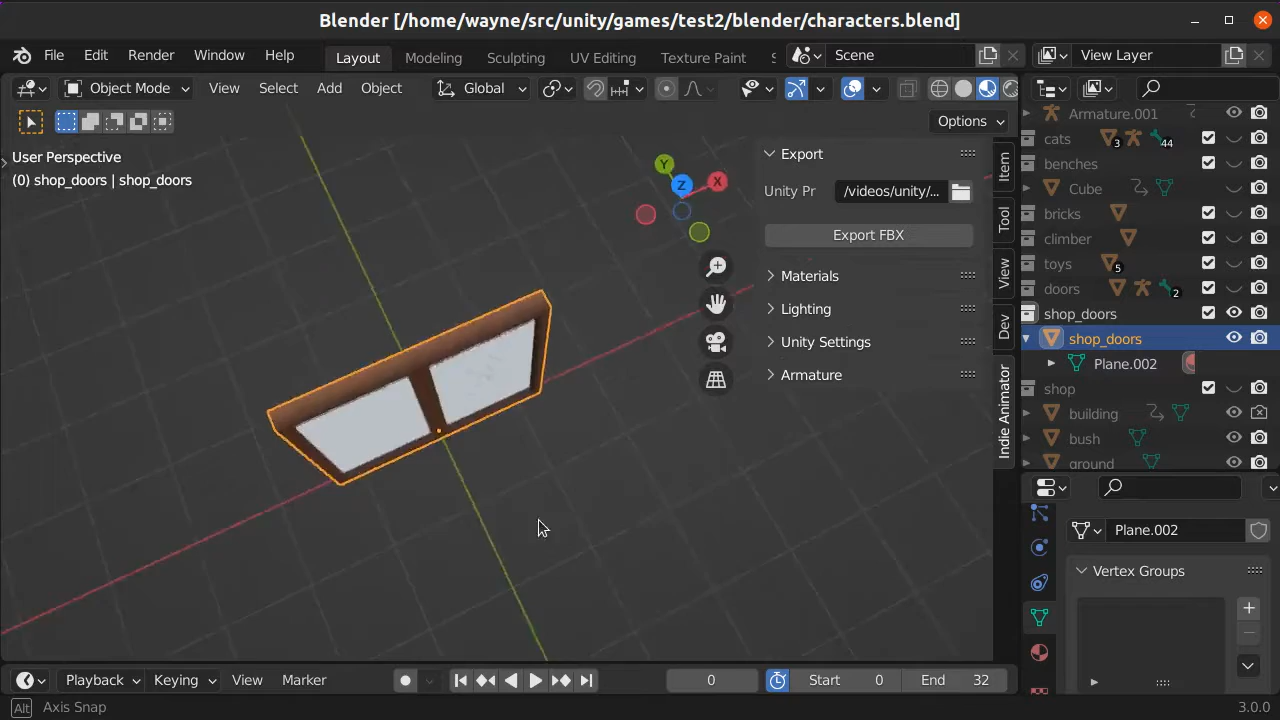 Blender [/home/wayne/src/unity/games/test2/blender/characters.blend]
File Edit Render Window Help Layout Modeling Sculpting UV Editing Texture Paint Scene View Layer
Object Mode View Select Add Object Global
Options
User Perspective
(0) shop_doors | shop_doors
Y
X
Z
Export
Unity Pr /videos/unity/...
Export FBX
Materials
Lighting
Unity Settings
Armature
Item
Tool
View
Dev
Indie Animator
Armature.001
cats 3 44
benches
Cube
bricks
climber
toys 5
doors 2
shop_doors
shop_doors
Plane.002
shop
building
bush
ground
Plane.002
Vertex Groups
Playback Keying View Marker 0 Start 0 End 32
Alt Axis Snap 3.0.0